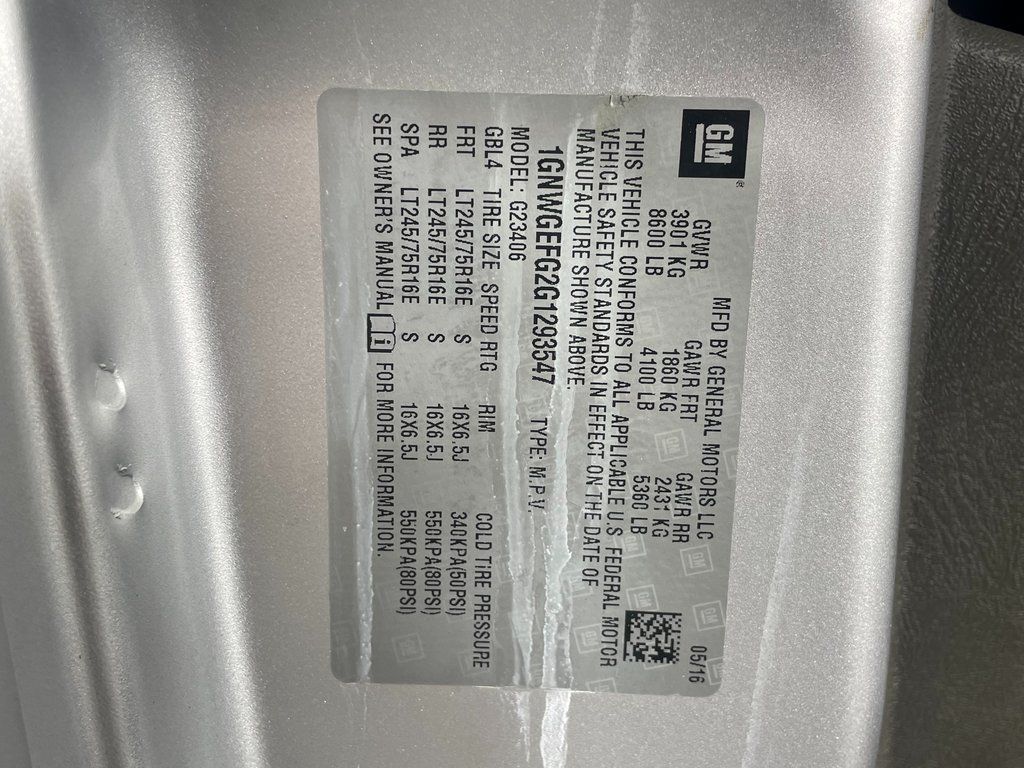 GM
MFD BY GENERAL MOTORS LLC 05/16
GVWR GAWR FRT GAWR RR
3901 KG 1860 KG 2431 KG
8600 LB 4100 LB 5360 LB
THIS VEHICLE CONFORMS TO ALL APPLICABLE U.S. FEDERAL MOTOR
VEHICLE SAFETY STANDARDS IN EFFECT ON THE DATE OF
MANUFACTURE SHOWN ABOVE.
1GNWGEFG2G1293547 TYPE: M.P.V.
MODEL: G23406
GBL4 TIRE SIZE SPEED RTG RIM COLD TIRE PRESSURE
FRT LT245/75R16E S 16X6.5J 340KPA(50PSI)
RR LT245/75R16E S 16X6.5J 550KPA(80PSI)
SPA LT245/75R16E S 16X6.5J 550KPA(80PSI)
SEE OWNER'S MANUAL i FOR MORE INFORMATION.